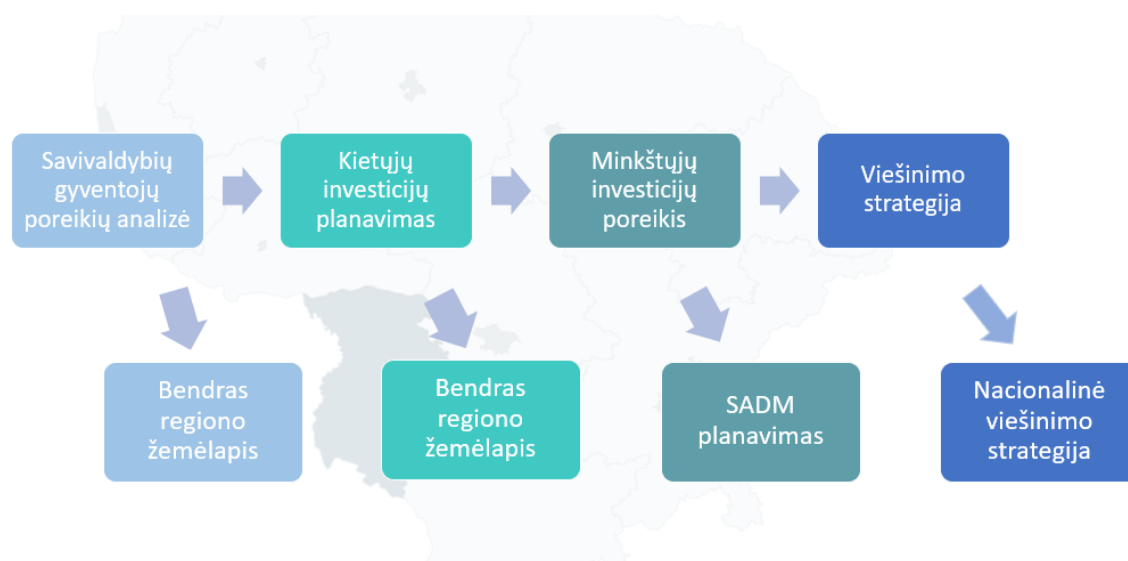 Savivaldybių
gyventojų
poreikių analizė
Kietųjų
investicijų
planavimas
Minkštųjų
investicijų
poreikis
Viešinimo
strategija
Bendras
regiono
žemėlapis
Bendras
regiono
žemėlapis
SADM
planavimas
Nacionalinė
viešinimo
strategija